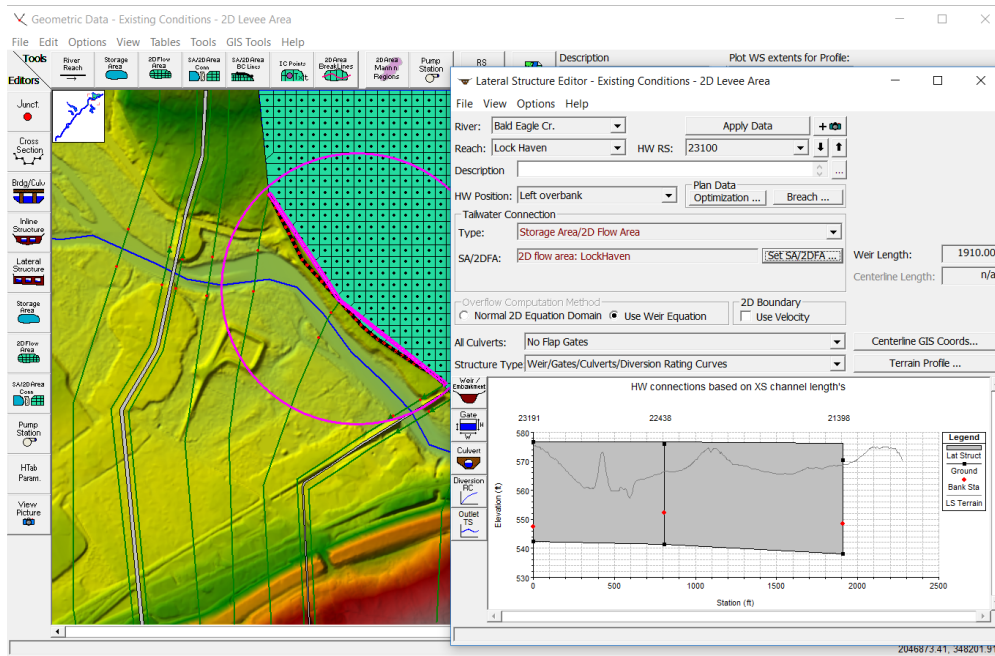 Geometric Data - Existing Conditions - 2D Levee Area
File Edit Options View Tables Tools GIS Tools Help
Tools
Editors
River
Reach
Storage
Area
2D Flow
Area
SA/2D Area
Conn
SA/2D Area
BC Lines
IC Points
2D Area
Break Lines
2D Area
Mann n
Regions
Pump
Station
RS
Description
Plot WS extents for Profile:
Junct.
Cross
Section
Brdg/Culv
Inline
Structure
Lateral
Structure
Storage
Area
2D Flow
Area
SA/2D Area
Conn
Pump
Station
HTab
Param.
View
Picture
Lateral Structure Editor - Existing Conditions - 2D Levee Area
File View Options Help
River: Bald Eagle Cr. Apply Data
Reach: Lock Haven HW RS: 23100
Description ...
HW Position: Left overbank
Plan Data
Optimization ... Breach ...
Tailwater Connection
Type: Storage Area/2D Flow Area
SA/2DFA: 2D flow area: LockHaven Set SA/2DFA ...
Weir Length: 1910.00
Centerline Length: n/a
Overflow Computation Method
Normal 2D Equation Domain Use Weir Equation
2D Boundary
Use Velocity
All Culverts: No Flap Gates Centerline GIS Coords...
Structure Type Weir/Gates/Culverts/Diversion Rating Curves Terrain Profile ...
Weir /
Embankment
Gate
Culvert
Diversion
RC
Outlet
TS
HW connections based on XS channel length's
23191 22438 21398
580
570
560
550
540
530
Elevation (ft)
0 500 1000 1500 2000 2500
Station (ft)
Legend
Lat Struct
Ground
Bank Sta
LS Terrain
2046873.41, 348201.91